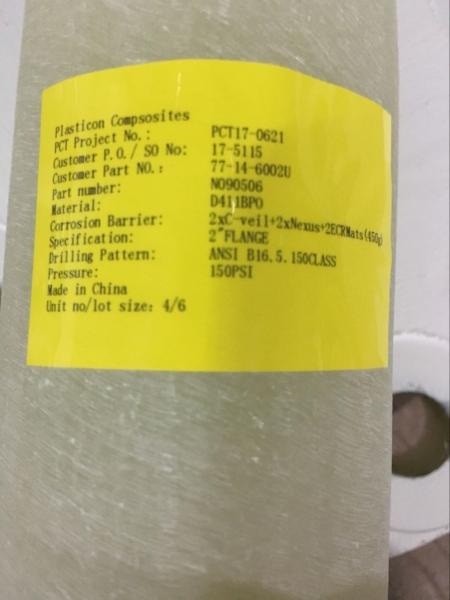 Plasticon Compsosites
PCT Project No.: PCT17-0621
Customer P.O./ SO No: 17-5115
Customer Part NO.: 77-14-6002U
Part number: NO90506
Material: D411BPO
Corrosion Barrier: 2xC-veil+2xNexus+2ECRMats(450g)
Specification: 2"FLANGE
Drilling Pattern: ANSI B16.5.150CLASS
Pressure: 150PSI
Made in China
Unit no/lot size: 4/6